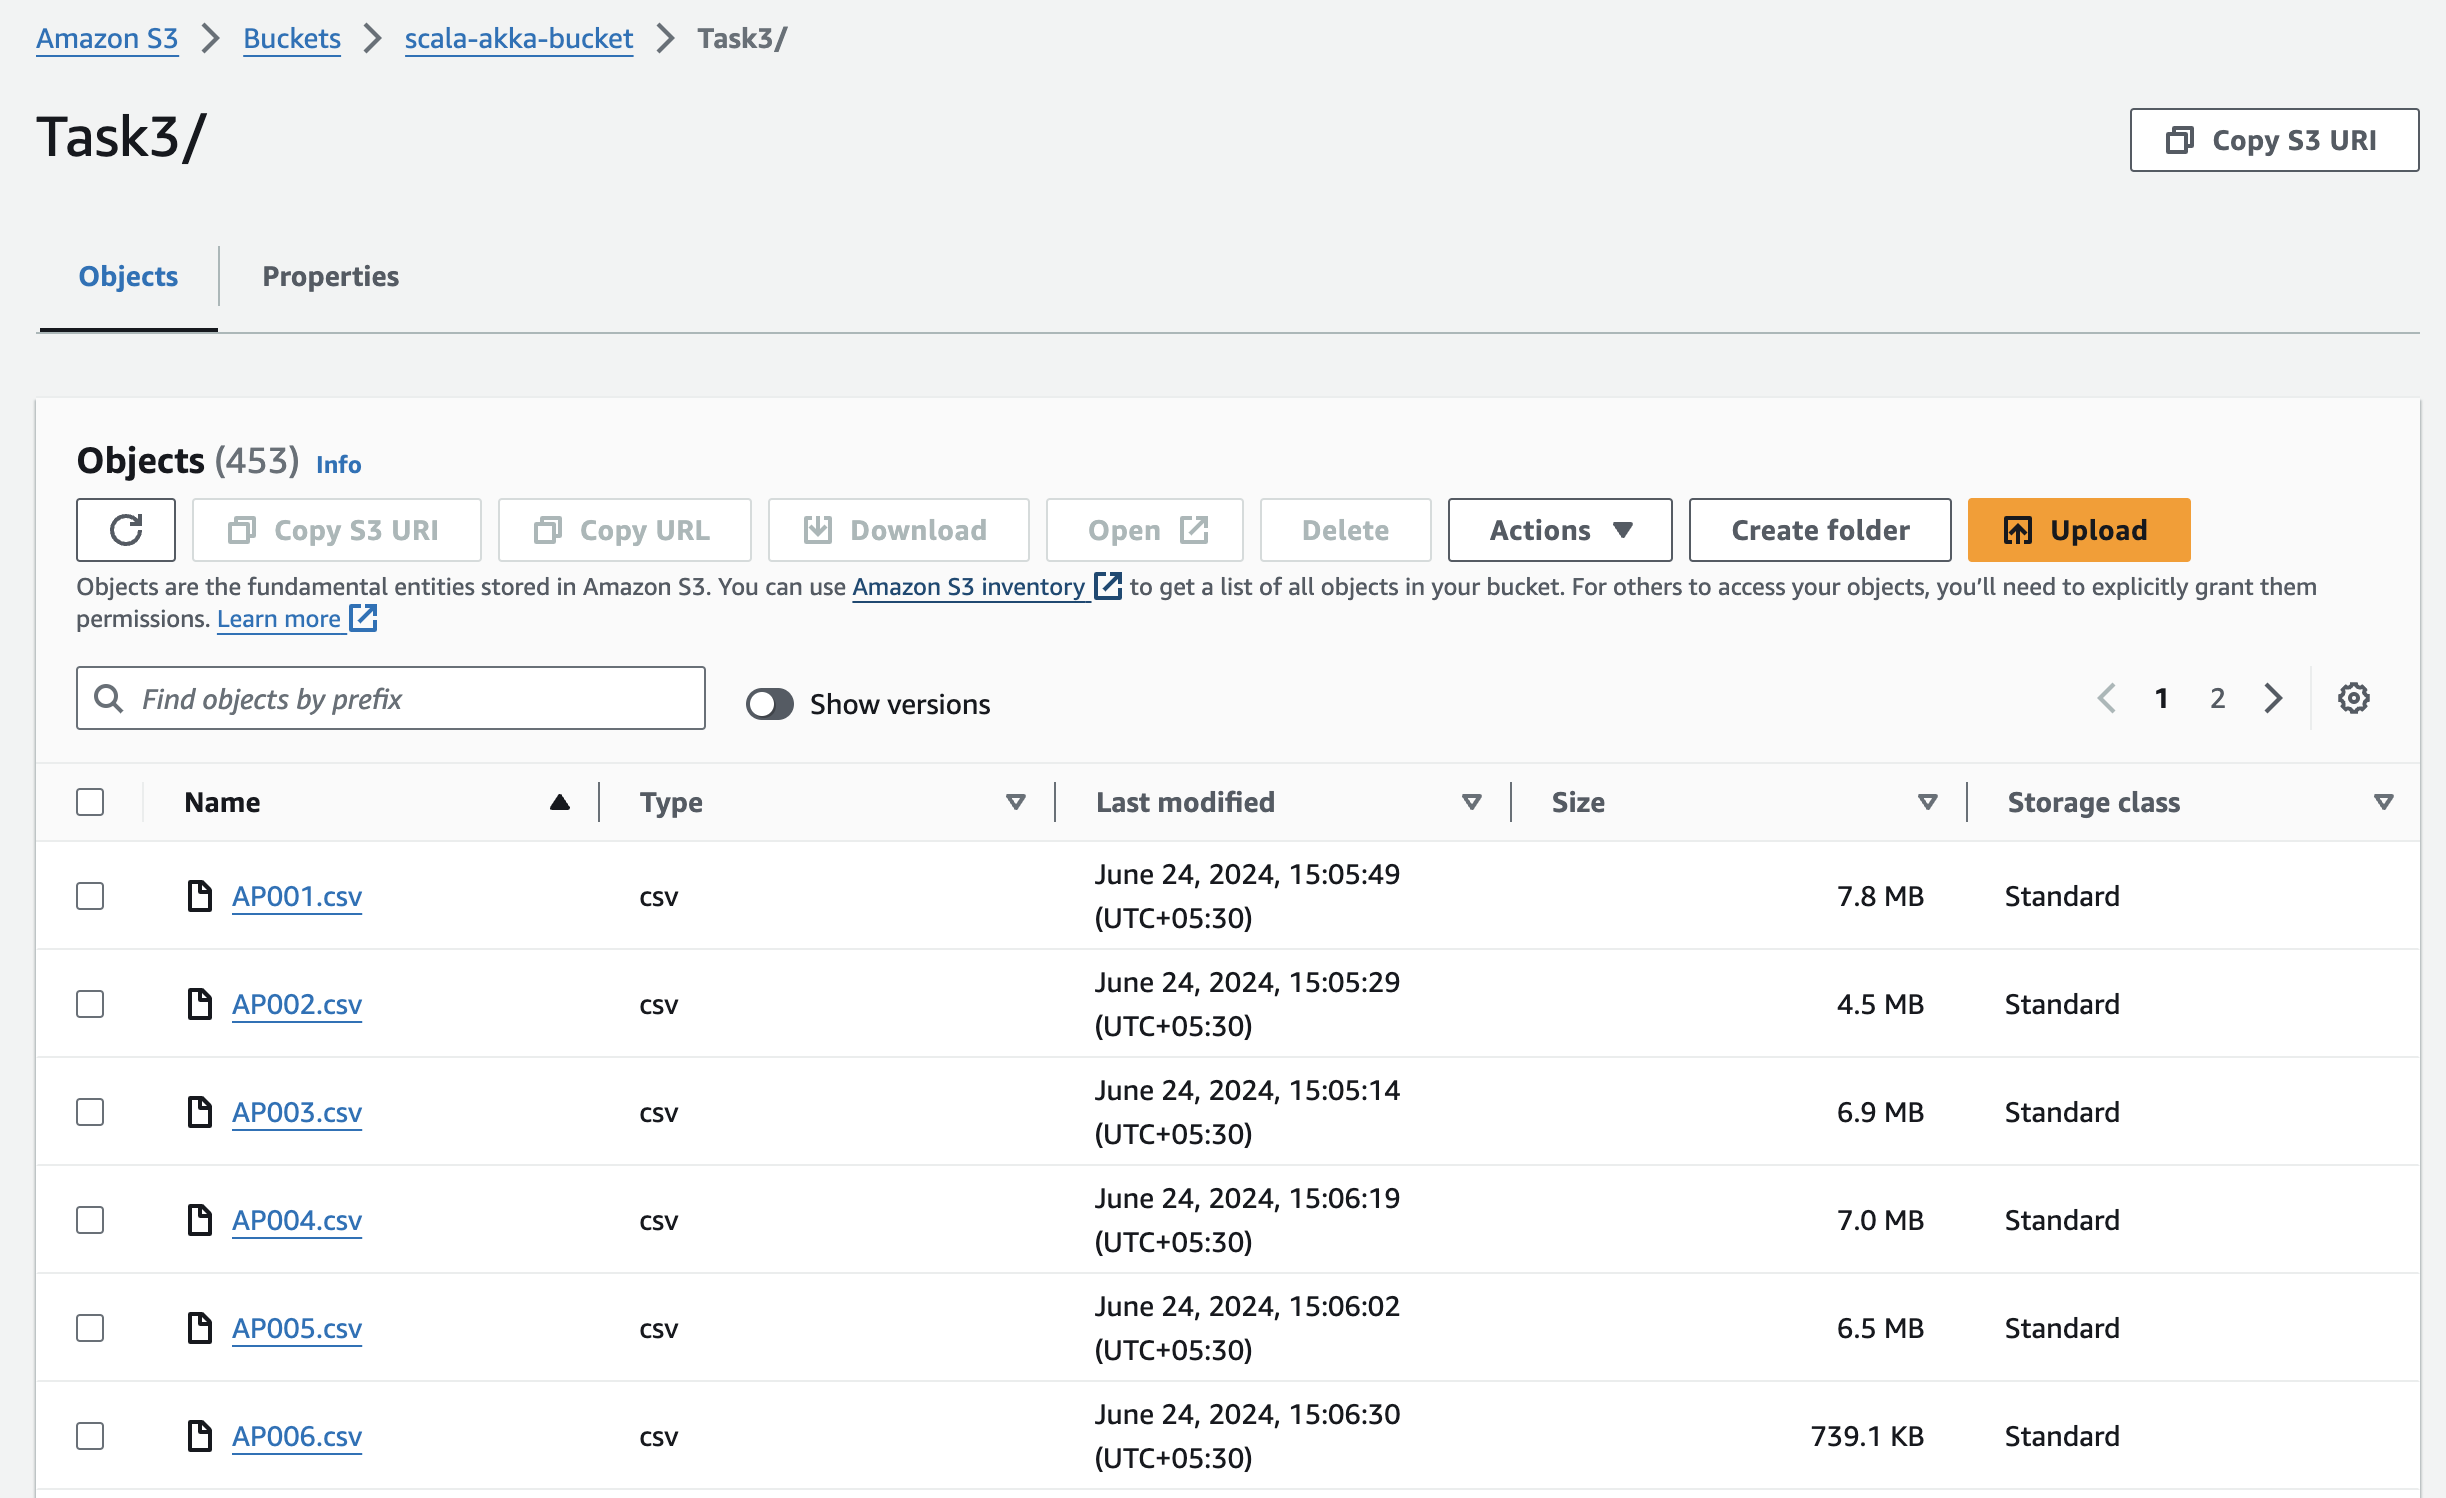 Amazon S3 > Buckets > scala-akka-bucket > Task3/
Task3/
Copy S3 URI
Objects Properties
Objects (453) Info
Copy S3 URI Copy URL Download Open Delete Actions Create folder Upload
Objects are the fundamental entities stored in Amazon S3. You can use Amazon S3 inventory to get a list of all objects in your bucket. For others to access your objects, you’ll need to explicitly grant them
permissions. Learn more
Find objects by prefix Show versions 1 2
Name Type Last modified Size Storage class
AP001.csv csv June 24, 2024, 15:05:49 (UTC+05:30) 7.8 MB Standard
AP002.csv csv June 24, 2024, 15:05:29 (UTC+05:30) 4.5 MB Standard
AP003.csv csv June 24, 2024, 15:05:14 (UTC+05:30) 6.9 MB Standard
AP004.csv csv June 24, 2024, 15:06:19 (UTC+05:30) 7.0 MB Standard
AP005.csv csv June 24, 2024, 15:06:02 (UTC+05:30) 6.5 MB Standard
AP006.csv csv June 24, 2024, 15:06:30 (UTC+05:30) 739.1 KB Standard